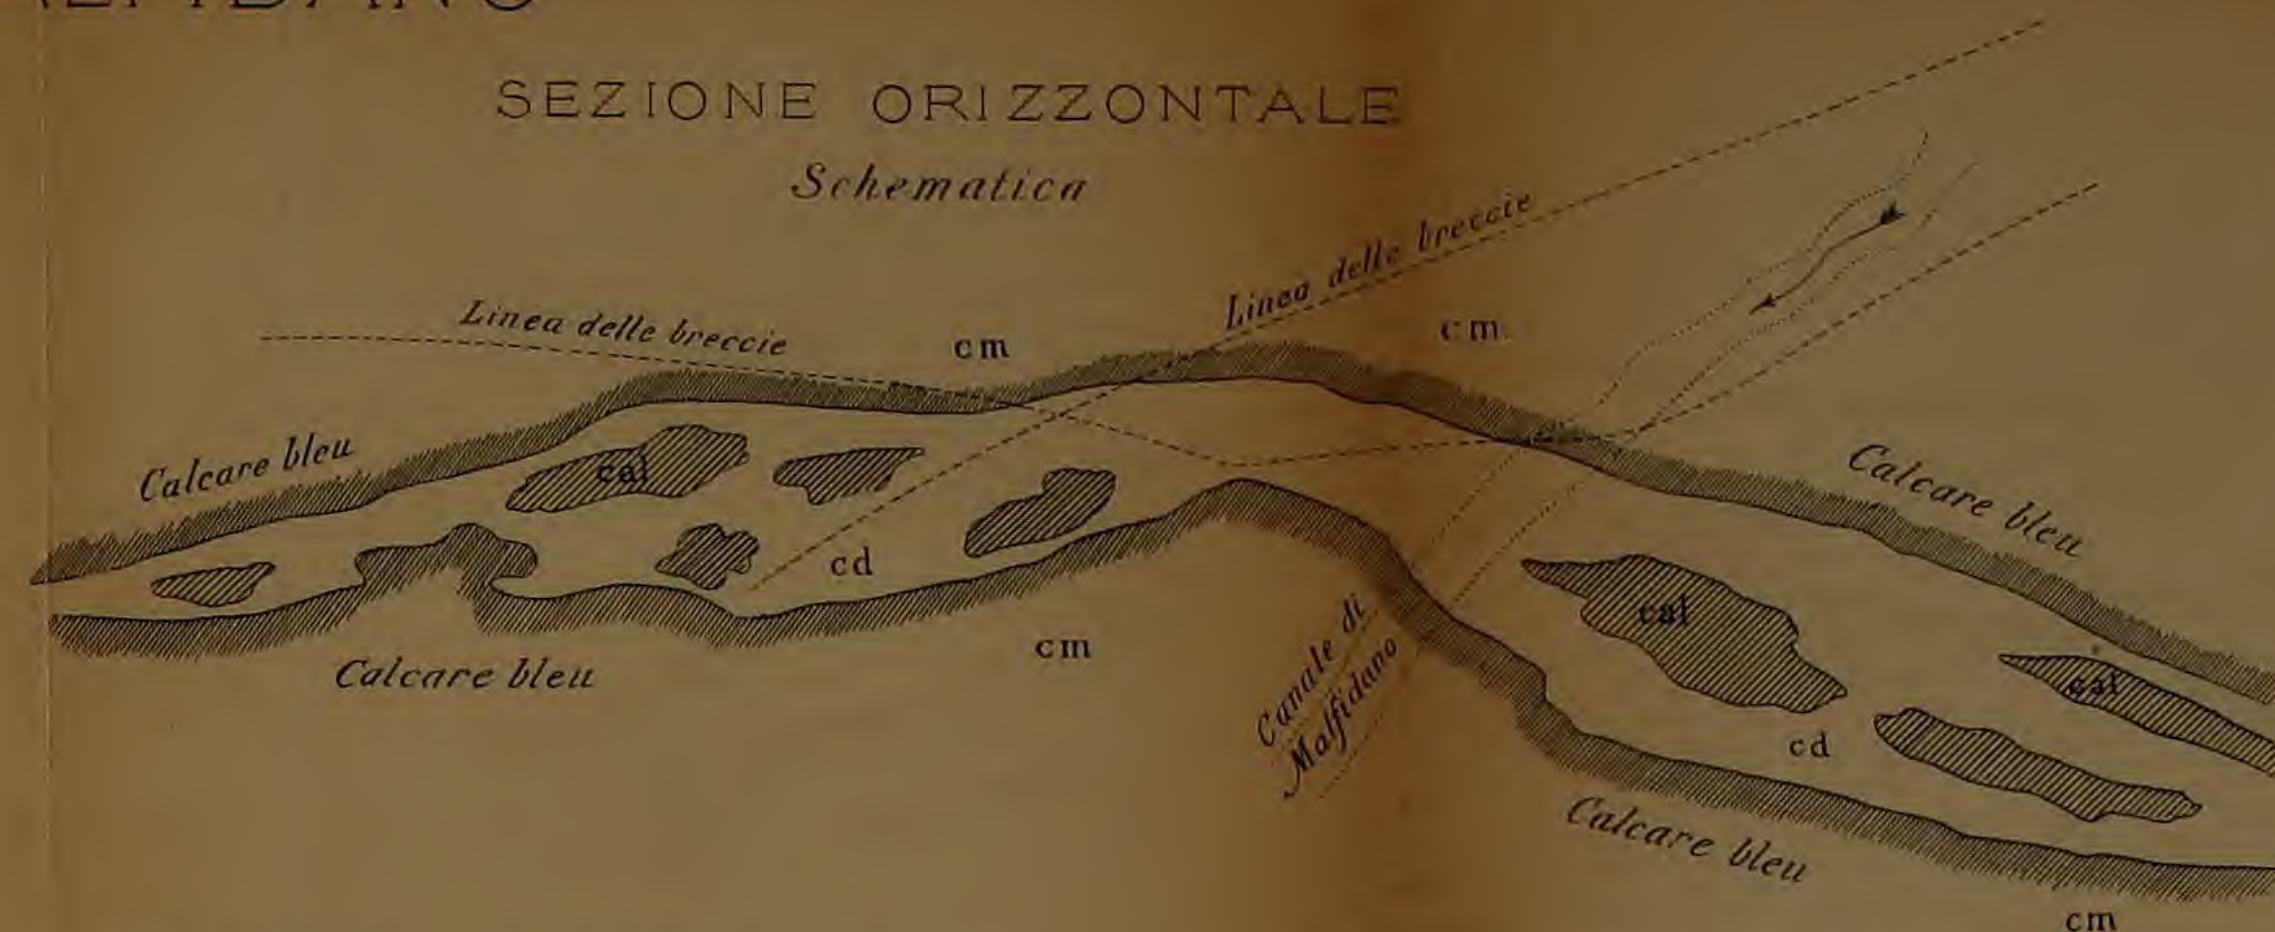 SEZIONE ORIZZONTALE
Schematica
Linea delle breccie
Linea delle breccie
cm
cm
Calcare bleu
cal
Calcare bleu
cd
cal
cal
cm
Calcare bleu
Canale di
Malfidano
cd
Calcare bleu
cm